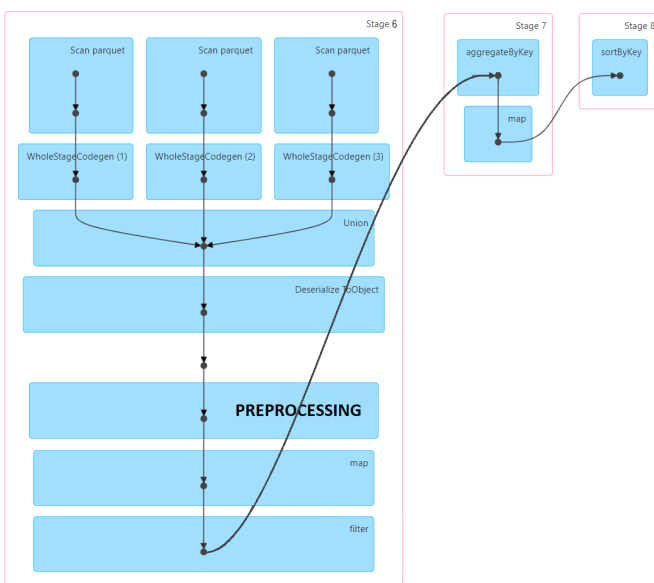 Stage 6
Scan parquet
Scan parquet
Scan parquet
WholeStageCodegen (1)
WholeStageCodegen (2)
WholeStageCodegen (3)
Union
Deserialize ToObject
PREPROCESSING
map
filter
Stage 7
aggregateByKey
map
Stage 8
sortByKey